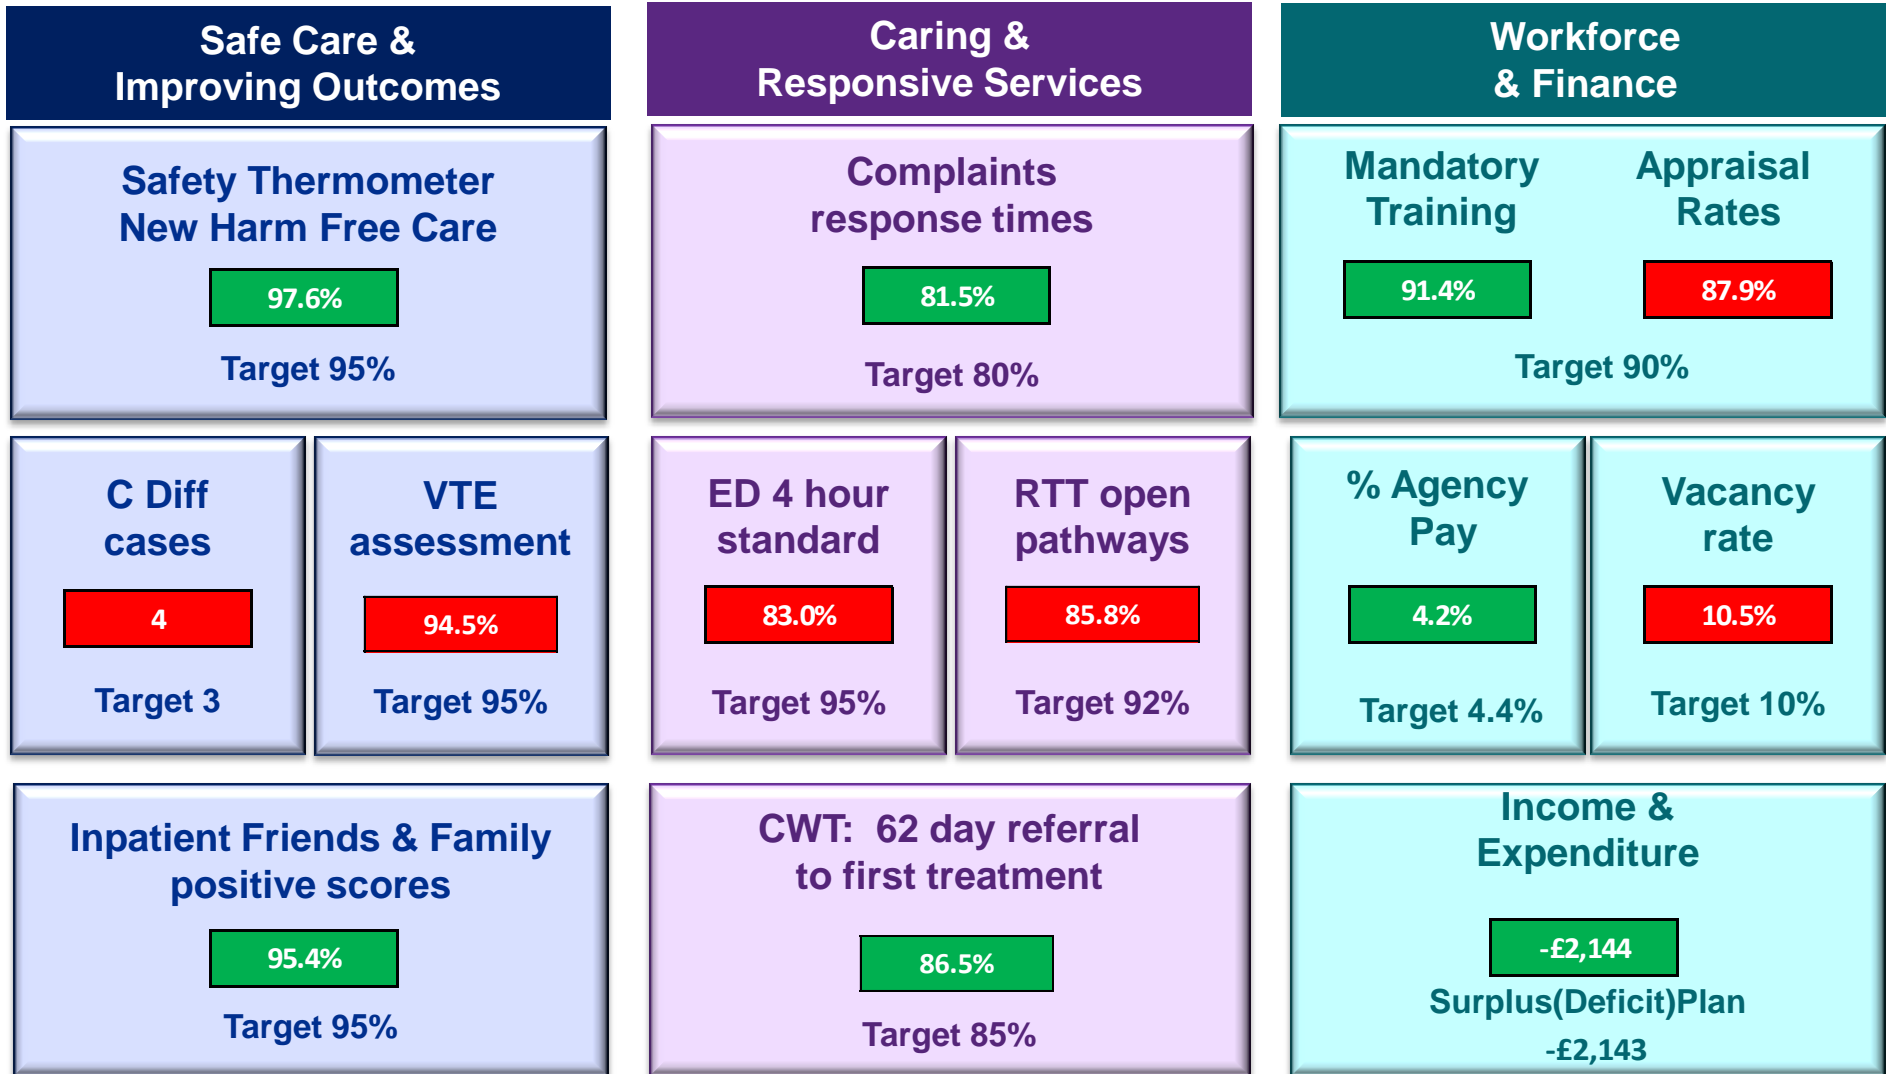 Safe Care &
Improving Outcomes
Safety Thermometer
New Harm Free Care
97.6%
Target 95%
C Diff
cases
4
Target 3
VTE
assessment
94.5%
Target 95%
Inpatient Friends & Family
positive scores
95.4%
Target 95%
Caring &
Responsive Services
Complaints
response times
81.5%
Target 80%
ED 4 hour
standard
83.0%
Target 95%
RTT open
pathways
85.8%
Target 92%
CWT:  62 day referral
to first treatment
86.5%
Target 85%
Workforce
& Finance
Mandatory
Training
91.4%
Appraisal
Rates
87.9%
Target 90%
% Agency
Pay
4.2%
Target 4.4%
Vacancy
rate
10.5%
Target 10%
Income &
Expenditure
-£2,144
Surplus(Deficit)Plan
-£2,143